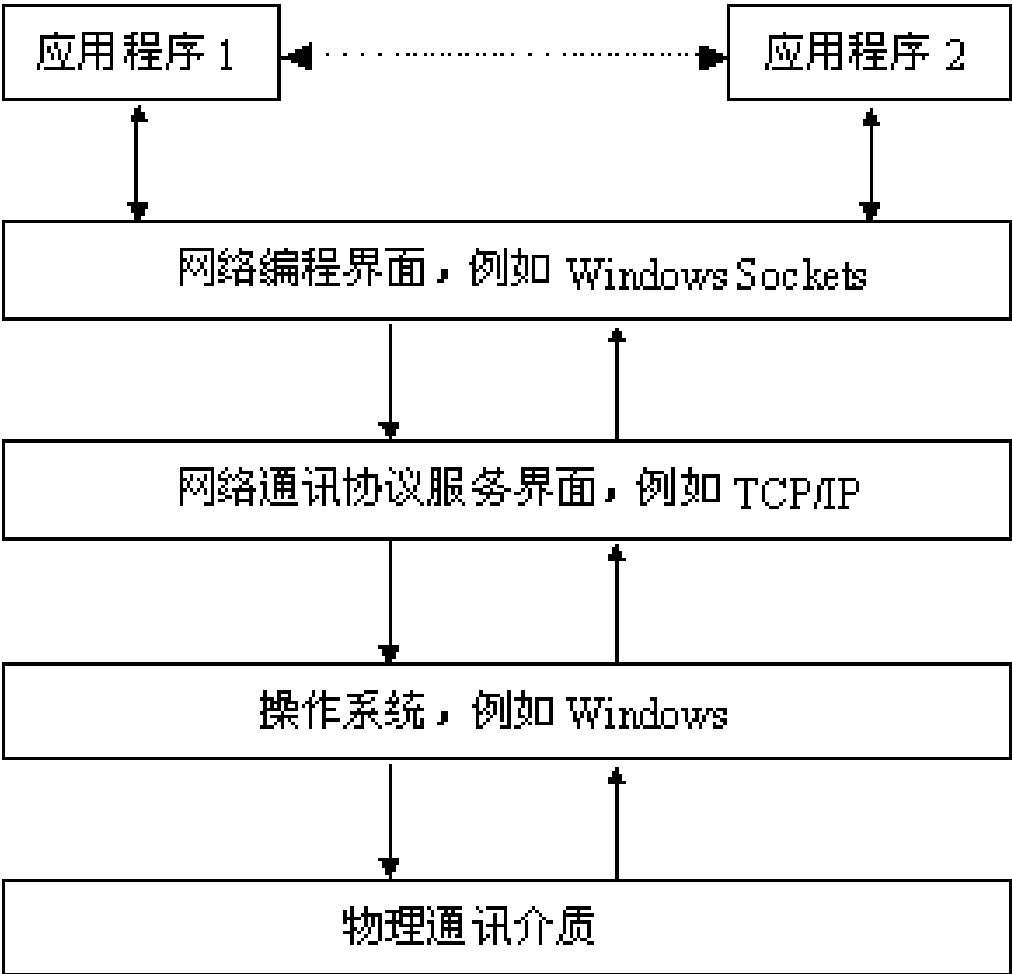 应用程序 1
应用程序 2
网络编程界面，例如 Windows Sockets
网络通讯协议服务界面，例如 TCP/IP
操作系统，例如 Windows
物理通讯介质